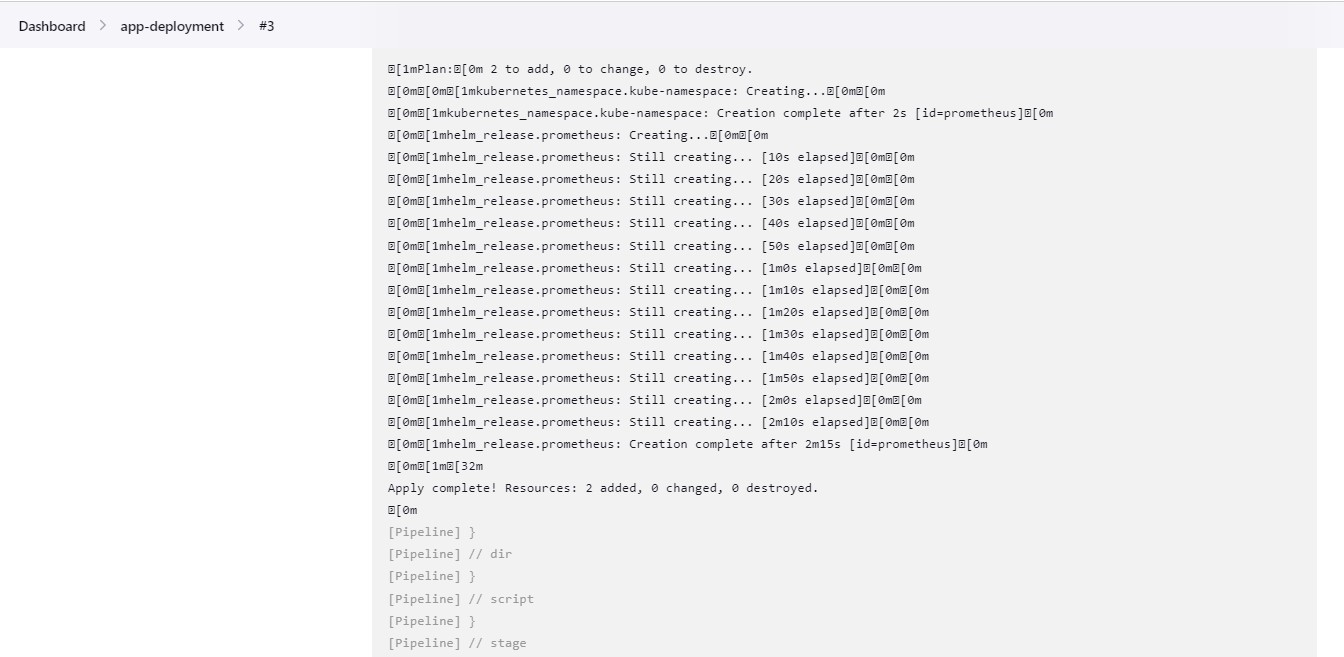 Dashboard > app-deployment > #3
␛[1mPlan:␛[0m 2 to add, 0 to change, 0 to destroy.
␛[0m␛[0m␛[1mkubernetes_namespace.kube-namespace: Creating...␛[0m␛[0m
␛[0m␛[1mkubernetes_namespace.kube-namespace: Creation complete after 2s [id=prometheus]␛[0m
␛[0m␛[1mhelm_release.prometheus: Creating...␛[0m␛[0m
␛[0m␛[1mhelm_release.prometheus: Still creating... [10s elapsed]␛[0m␛[0m
␛[0m␛[1mhelm_release.prometheus: Still creating... [20s elapsed]␛[0m␛[0m
␛[0m␛[1mhelm_release.prometheus: Still creating... [30s elapsed]␛[0m␛[0m
␛[0m␛[1mhelm_release.prometheus: Still creating... [40s elapsed]␛[0m␛[0m
␛[0m␛[1mhelm_release.prometheus: Still creating... [50s elapsed]␛[0m␛[0m
␛[0m␛[1mhelm_release.prometheus: Still creating... [1m0s elapsed]␛[0m␛[0m
␛[0m␛[1mhelm_release.prometheus: Still creating... [1m10s elapsed]␛[0m␛[0m
␛[0m␛[1mhelm_release.prometheus: Still creating... [1m20s elapsed]␛[0m␛[0m
␛[0m␛[1mhelm_release.prometheus: Still creating... [1m30s elapsed]␛[0m␛[0m
␛[0m␛[1mhelm_release.prometheus: Still creating... [1m40s elapsed]␛[0m␛[0m
␛[0m␛[1mhelm_release.prometheus: Still creating... [1m50s elapsed]␛[0m␛[0m
␛[0m␛[1mhelm_release.prometheus: Still creating... [2m0s elapsed]␛[0m␛[0m
␛[0m␛[1mhelm_release.prometheus: Still creating... [2m10s elapsed]␛[0m␛[0m
␛[0m␛[1mhelm_release.prometheus: Creation complete after 2m15s [id=prometheus]␛[0m
␛[0m␛[1m␛[32m
Apply complete! Resources: 2 added, 0 changed, 0 destroyed.
␛[0m
[Pipeline] }
[Pipeline] // dir
[Pipeline] }
[Pipeline] // script
[Pipeline] }
[Pipeline] // stage